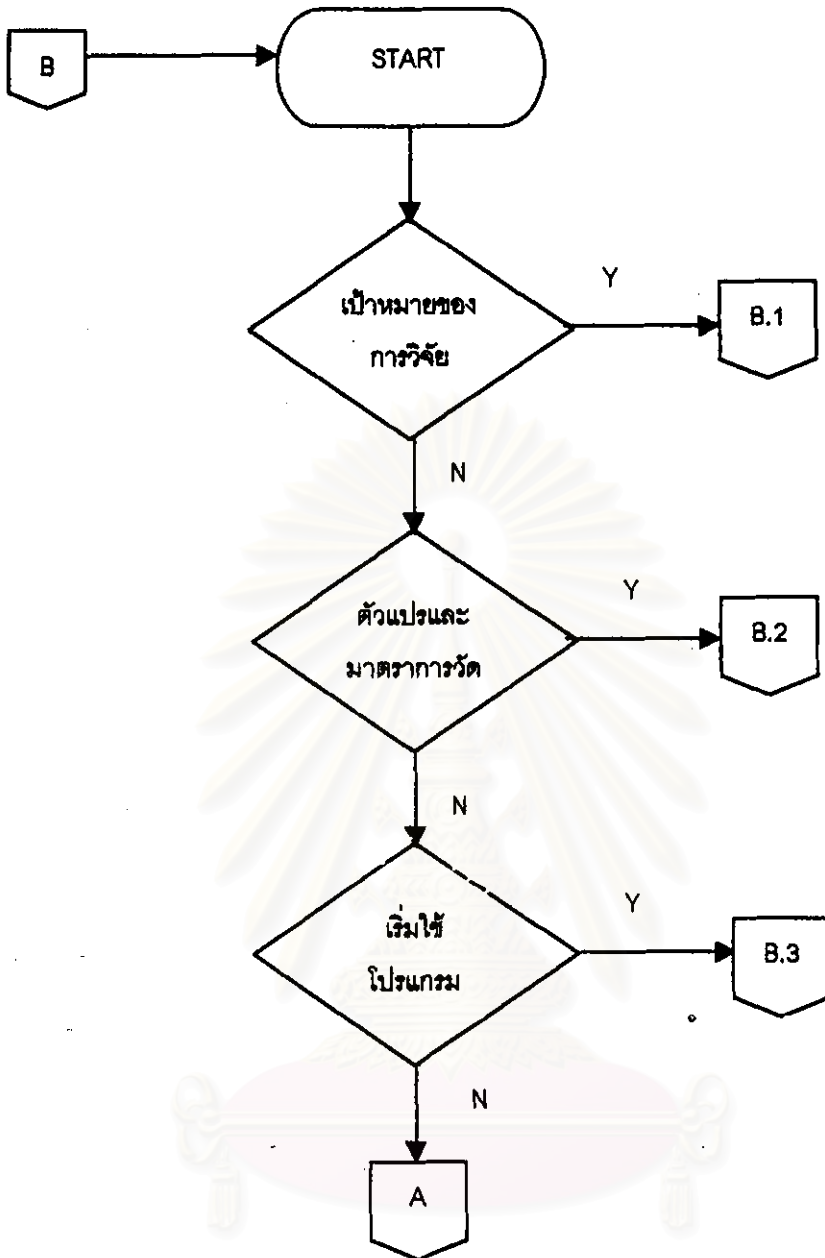 B
START
เป้าหมายของ
การวิจัย
Y
B.1
N
ตัวแปรและ
มาตราการวัด
Y
B.2
N
เริ่มใช้
โปรแกรม
Y
B.3
N
A